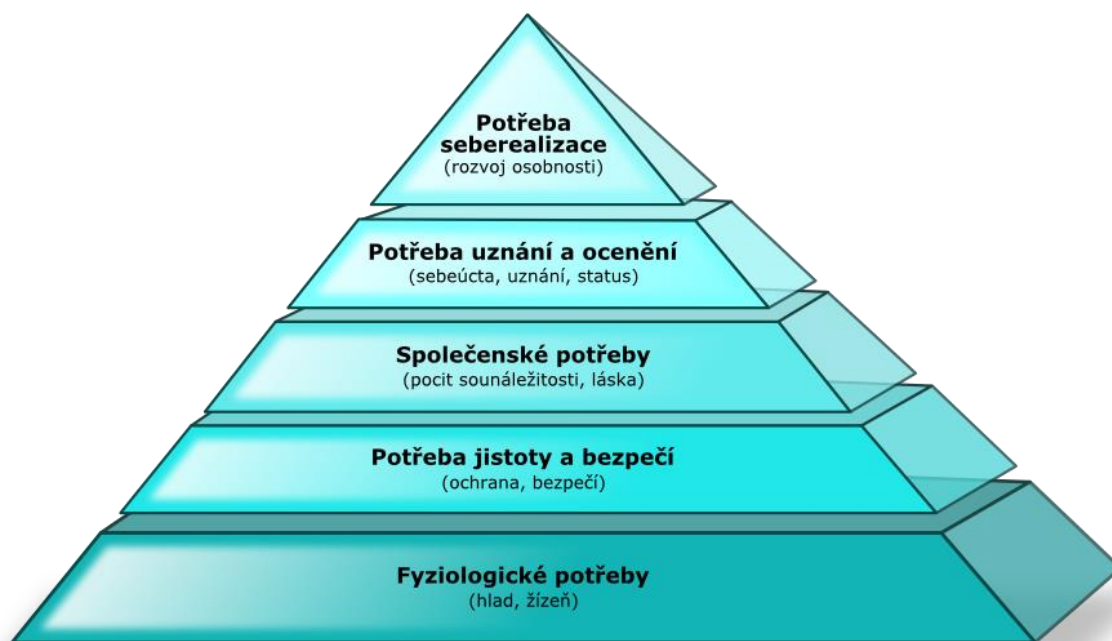 Potřeba
seberealizace
(rozvoj osobnosti)
Potřeba uznání a ocenění
(sebeúcta, uznání, status)
Společenské potřeby
(pocit sounáležitosti, láska)
Potřeba jistoty a bezpečí
(ochrana, bezpečí)
Fyziologické potřeby
(hlad, žízeň)